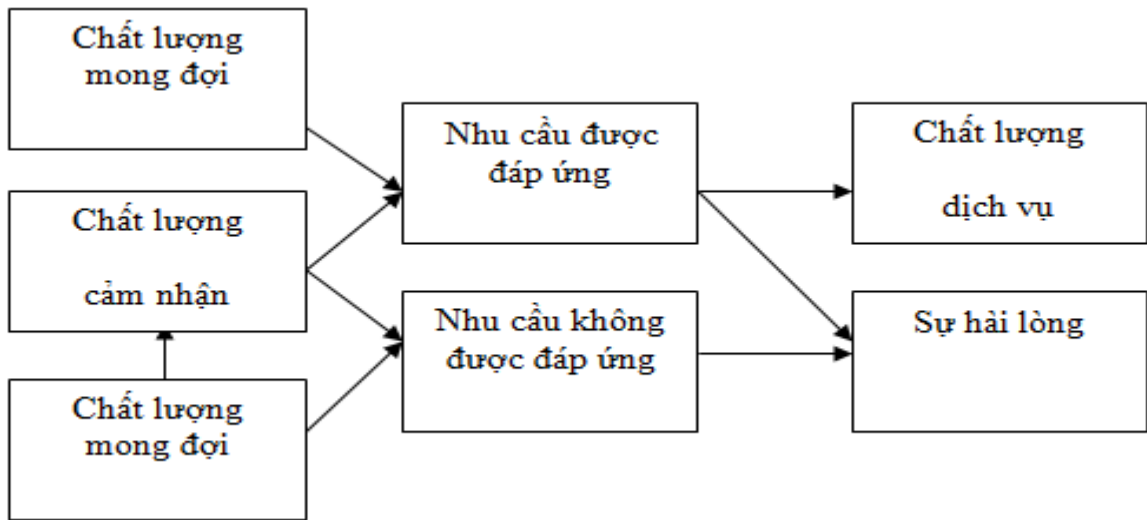 Chất lượng
mong đợi
Chất lượng
cảm nhận
Chất lượng
mong đợi
Nhu cầu được
đáp ứng
Nhu cầu không
được đáp ứng
Chất lượng
dịch vụ
Sự hài lòng